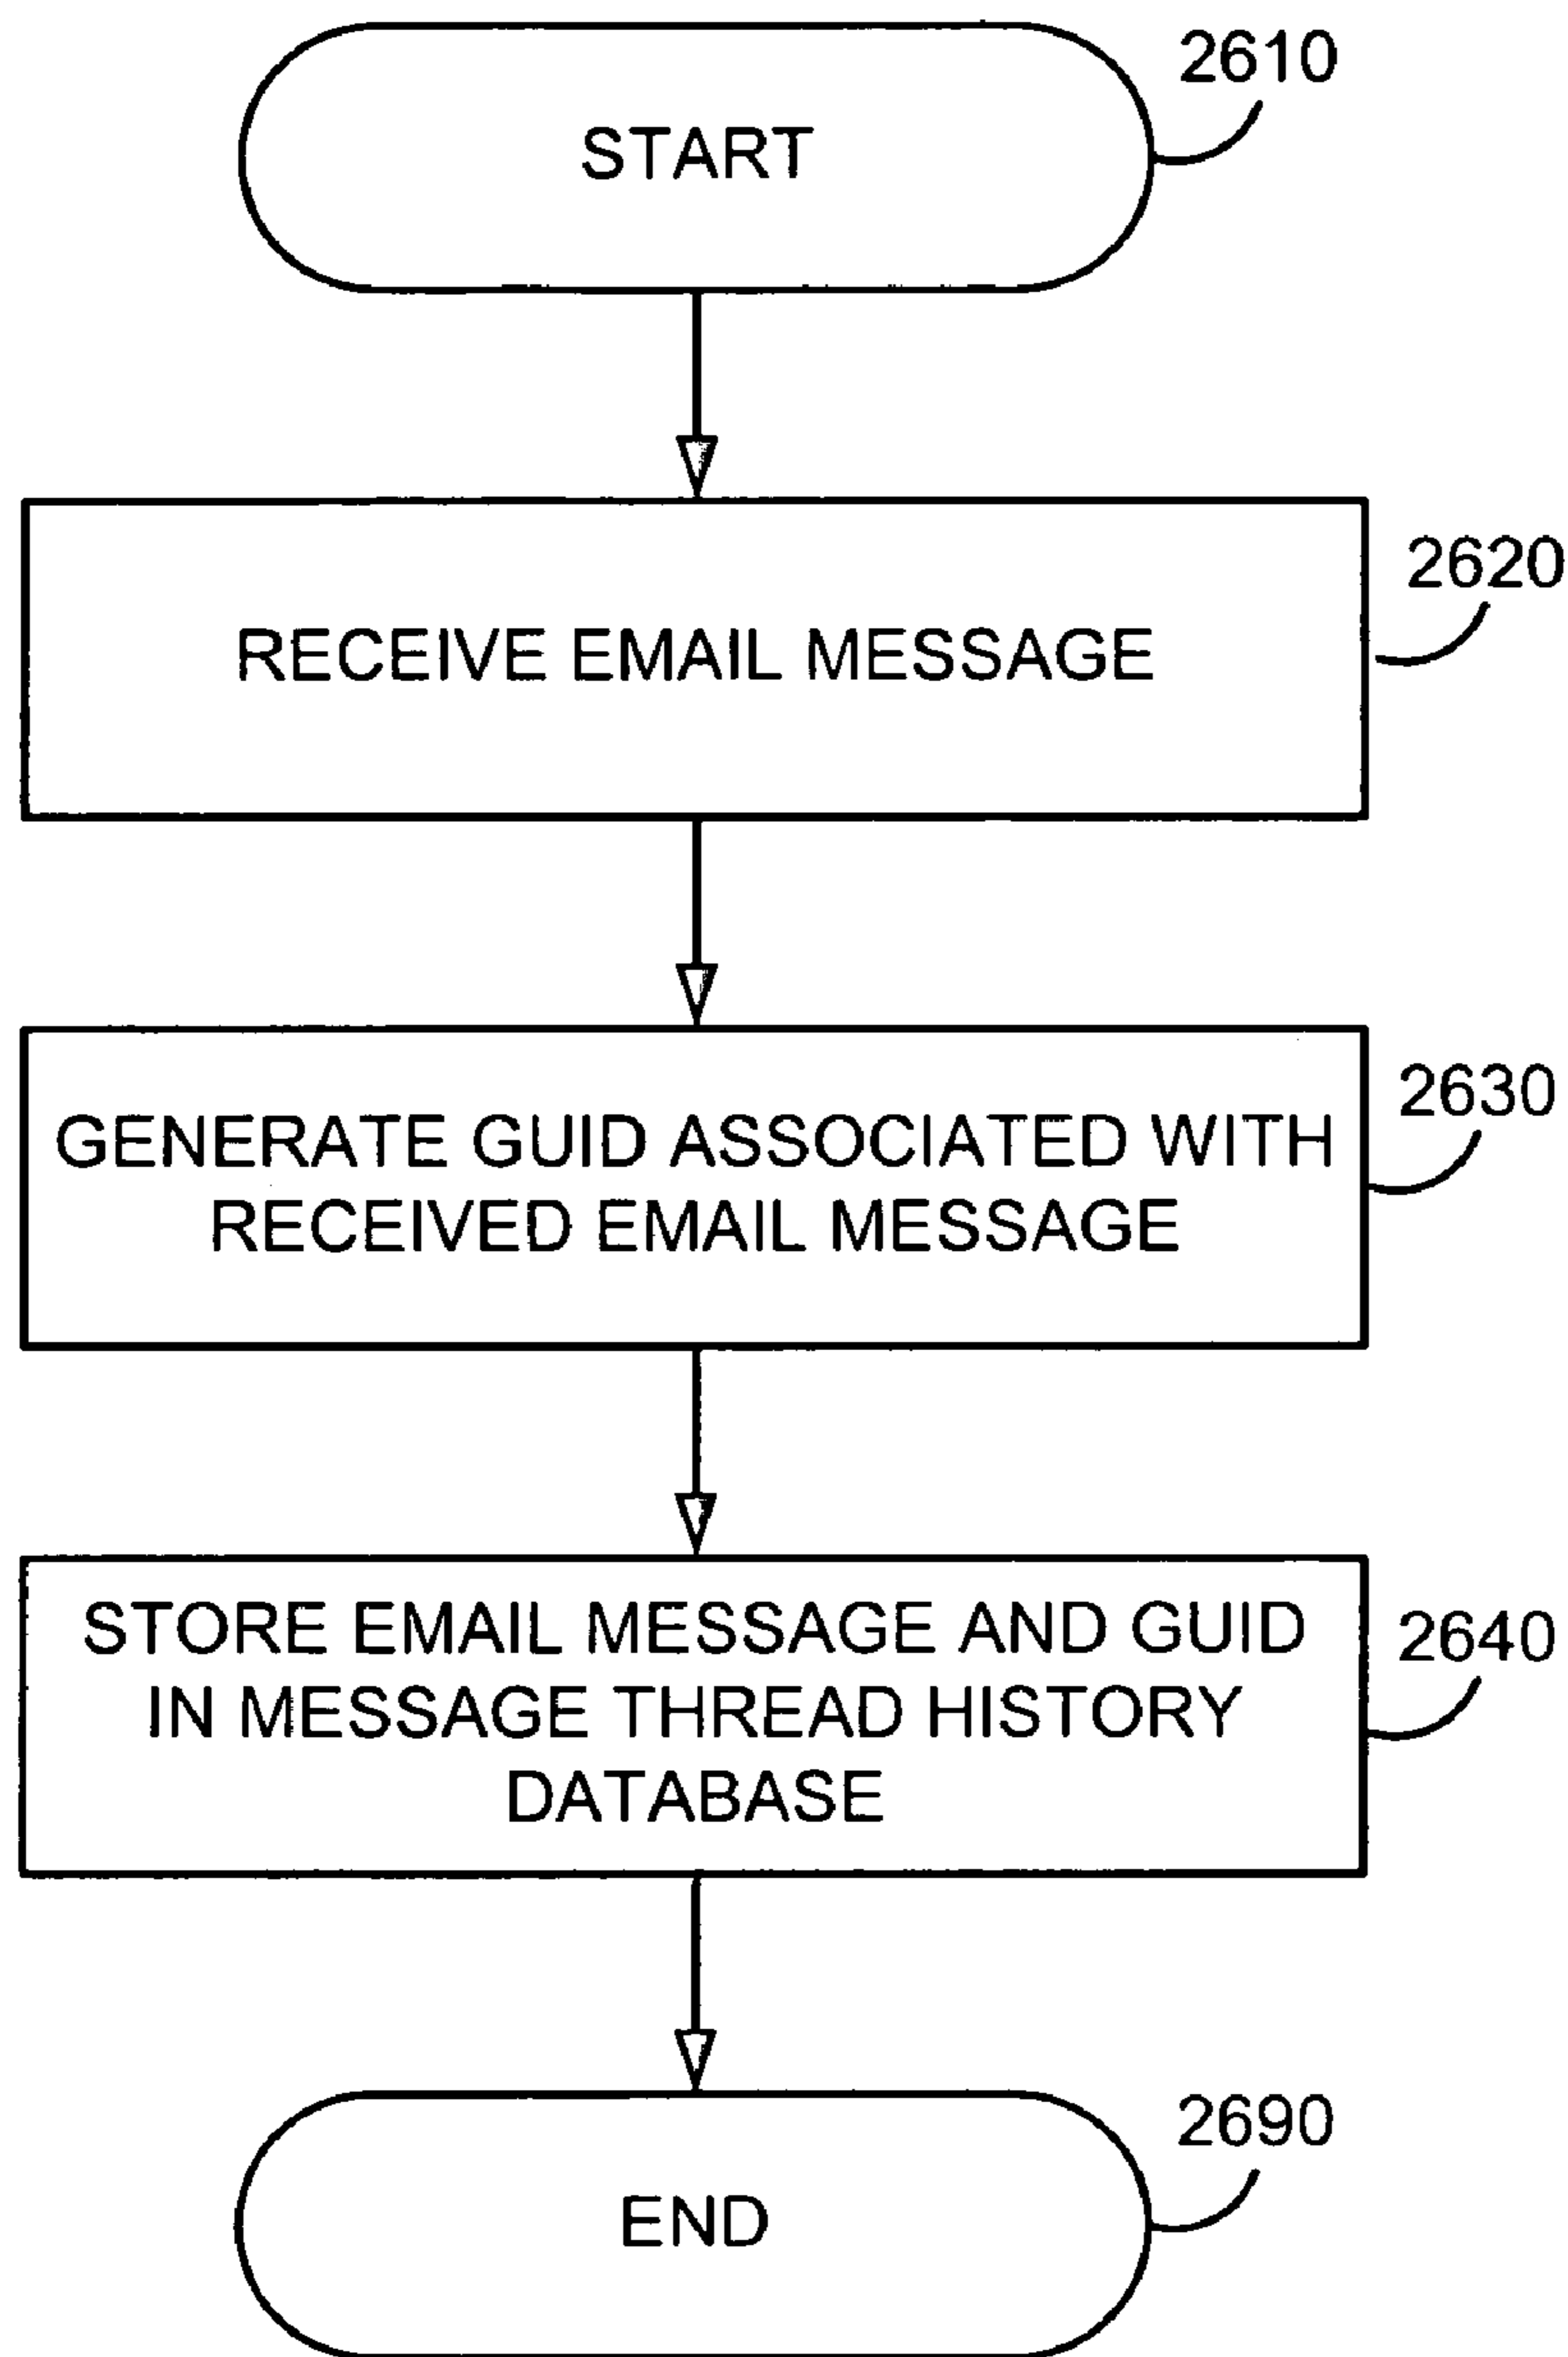 2610
START
2620
RECEIVE EMAIL MESSAGE
2630
GENERATE GUID ASSOCIATED WITH
RECEIVED EMAIL MESSAGE
2640
STORE EMAIL MESSAGE AND GUID
IN MESSAGE THREAD HISTORY
DATABASE
2690
END